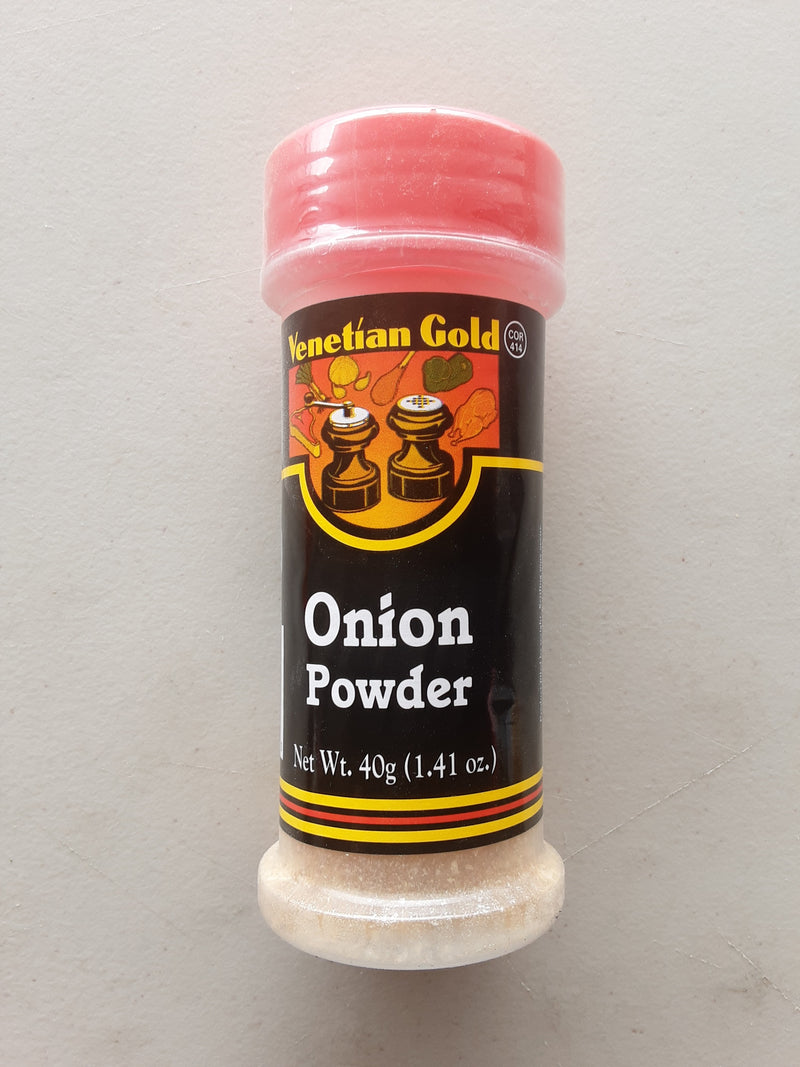 Venetian Gold
COR
414
Onion
Powder
Net Wt. 40g (1.41 oz.)